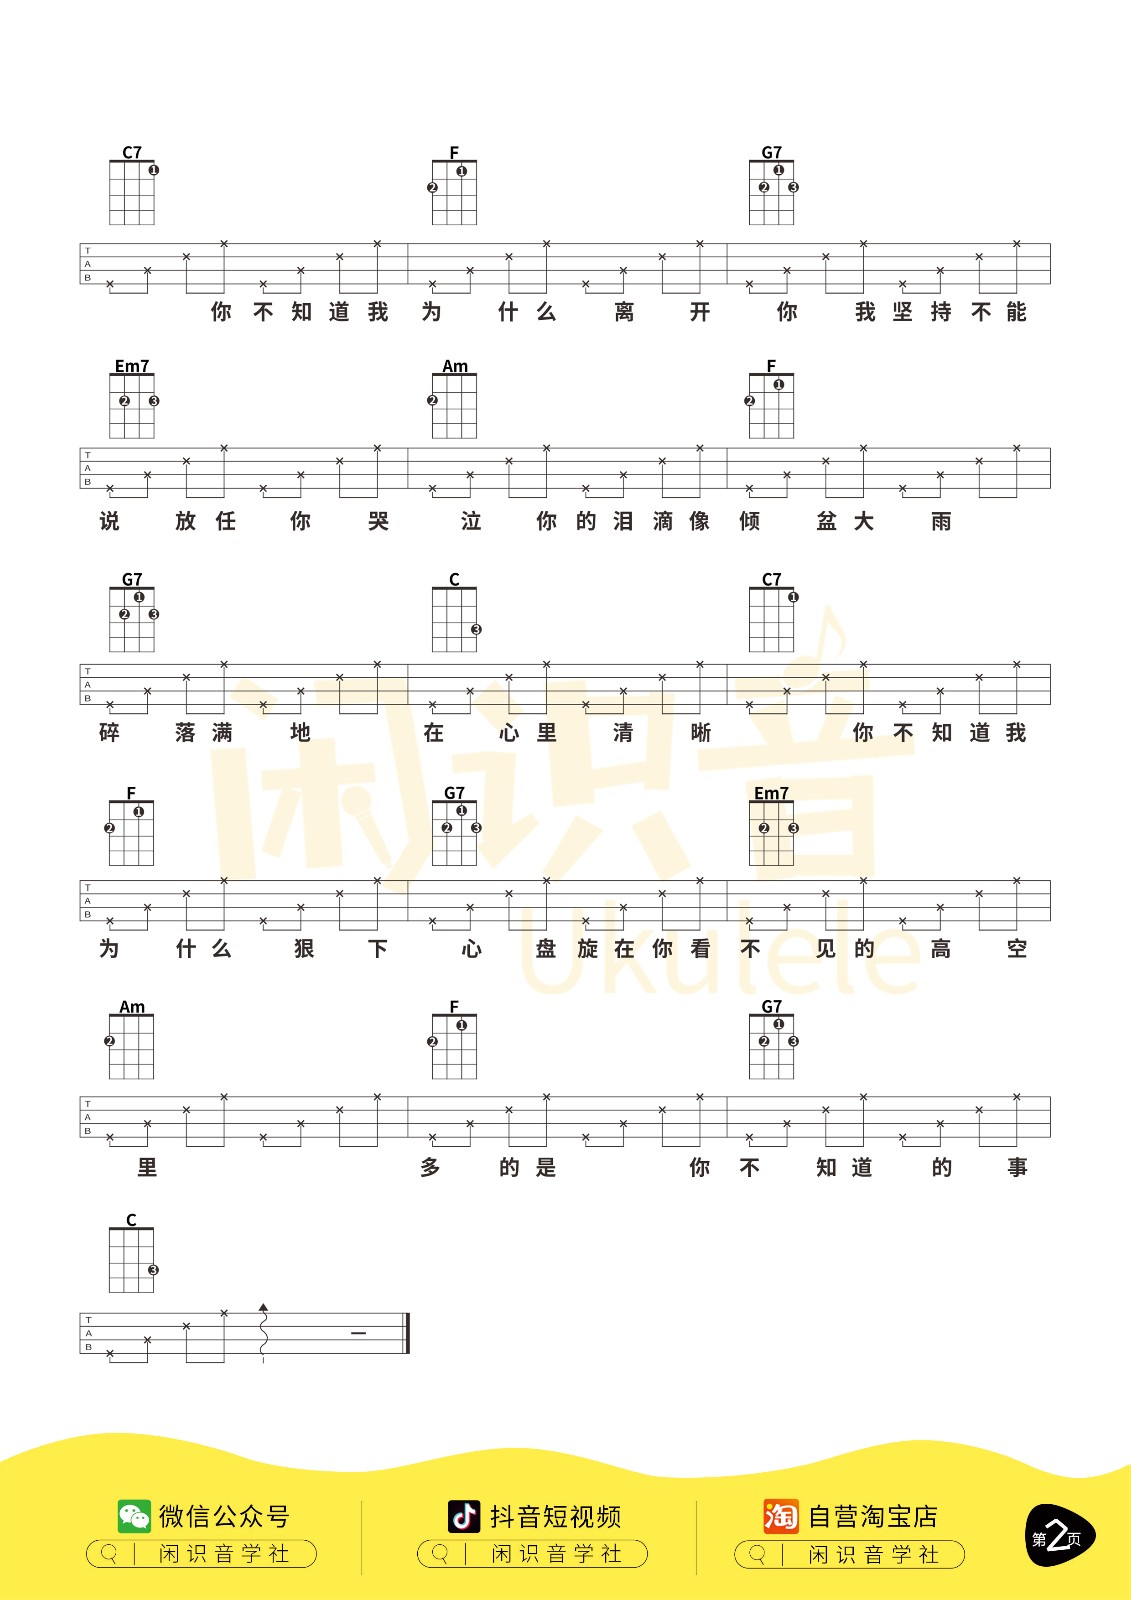 C7 F G7
T
A
B
你不知道我为什么离开你我坚持不能
Em7 Am F
T
A
B
说放任你哭泣你的泪滴像倾盆大雨
G7 C C7
T
A
B
碎落满地在心里清晰你不知道我
F G7 Em7
T
A
B
为什么狠下心盘旋在你看不见的高空
Am F G7
T
A
B
里多的是你不知道的事
C
T
A
B
闲识音
Ukulele
微信公众号 抖音短视频 淘 自营淘宝店
闲识音学社 闲识音学社 闲识音学社
第2页